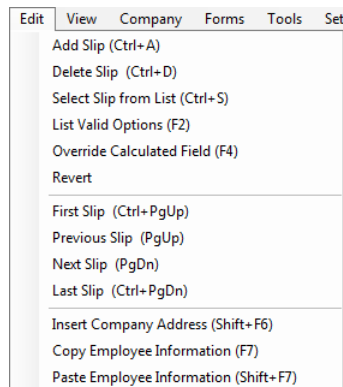 Edit View Company Forms Tools
Add Slip (Ctrl+A)
Delete Slip (Ctrl+D)
Select Slip from List (Ctrl+S)
List Valid Options (F2)
Override Calculated Field (F4)
Revert
First Slip (Ctrl+PgUp)
Previous Slip (PgUp)
Next Slip (PgDn)
Last Slip (Ctrl+PgDn)
Insert Company Address (Shift+F6)
Copy Employee Information (F7)
Paste Employee Information (Shift+F7)